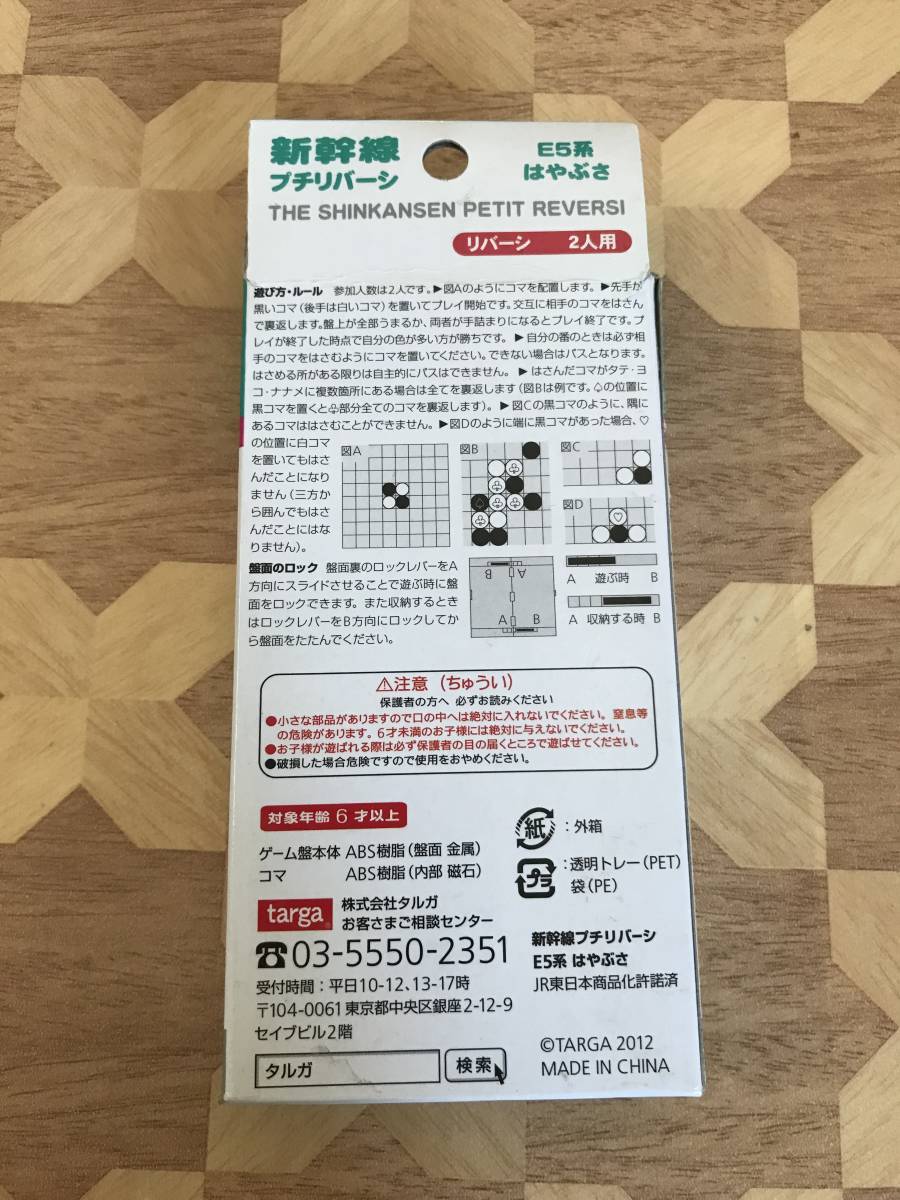 新幹線
プチリバーシ
E5系
はやぶさ
THE SHINKANSEN PETIT REVERSI
リバーシ 2人用
遊び方・ルール 参加人数は2人です。▶図Aのようにコマを配置します。▶先手が
黒いコマ(後手は白いコマ)を置いてプレイ開始です。交互に相手のコマをはさん
で裏返します。盤上が全部うまるか、両者が手詰まりになるとプレイ終了です。プ
レイが終了した時点で自分の色が多い方が勝ちです。▶自分の番のときは必ず相
手のコマをはさむようにコマを置いてください。できない場合はパスとなります。
はさめる所がある限りは自主的にパスはできません。▶はさんだコマがタテ・ヨ
コ・ナナメに複数箇所にある場合は全てを裏返します(図Bは例です。♤の位置に
黒コマを置くと♧部分全てのコマを裏返します)。▶図Cの黒コマのように、隅に
あるコマははさむことができません。▶図Dのように端に黒コマがあった場合、♡
の位置に白コマ
を置いてもはさ
んだことになり
ません(三方か
ら囲んでもはさ
んだことにはな
りません)。
図A
図B
図C
図D
盤面のロック 盤面裏のロックレバーをA
方向にスライドさせることで遊ぶ時に盤
面をロックできます。また収納するとき
はロックレバーをB方向にロックしてか
ら盤面をたたんでください。
B A
A B
A 遊ぶ時 B
A 収納する時 B
⚠注意(ちゅうい)
保護者の方へ 必ずお読みください
●小さな部品がありますので口の中へは絶対に入れないでください。窒息等
の危険があります。6才未満のお子様には絶対に与えないでください。
●お子様が遊ばれる際は必ず保護者の目の届くところで遊ばせてください。
●破損した場合危険ですので使用をおやめください。
対象年齢 6 才以上
ゲーム盤本体 ABS樹脂(盤面 金属)
コマ ABS樹脂(内部 磁石)
紙:外箱
プラ:透明トレー(PET)
袋(PE)
targa
株式会社タルガ
お客さまご相談センター
☎03-5550-2351
受付時間:平日10-12、13-17時
〒104-0061東京都中央区銀座2-12-9
セイブビル2階
タルガ 検索
新幹線プチリバーシ
E5系 はやぶさ
JR東日本商品化許諾済
©TARGA 2012
MADE IN CHINA